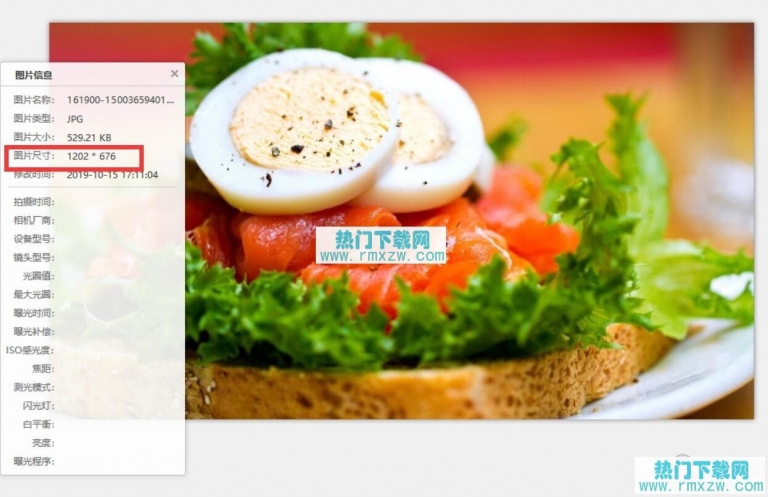 图片信息
图片名称: 161900-15003659401...
图片类型: JPG
图片大小: 529.21 KB
图片尺寸: 1202 * 676
修改时间: 2019-10-15 17:11:04
拍摄时间:
相机厂商:
设备型号:
镜头型号:
光圈值:
最大光圈:
曝光时间:
曝光补偿:
ISO感光度:
焦距:
测光模式:
闪光灯:
白平衡:
亮度:
曝光程序:
热门下载网
www.rmxzw.com
热门下载网
www.rmxzw.com